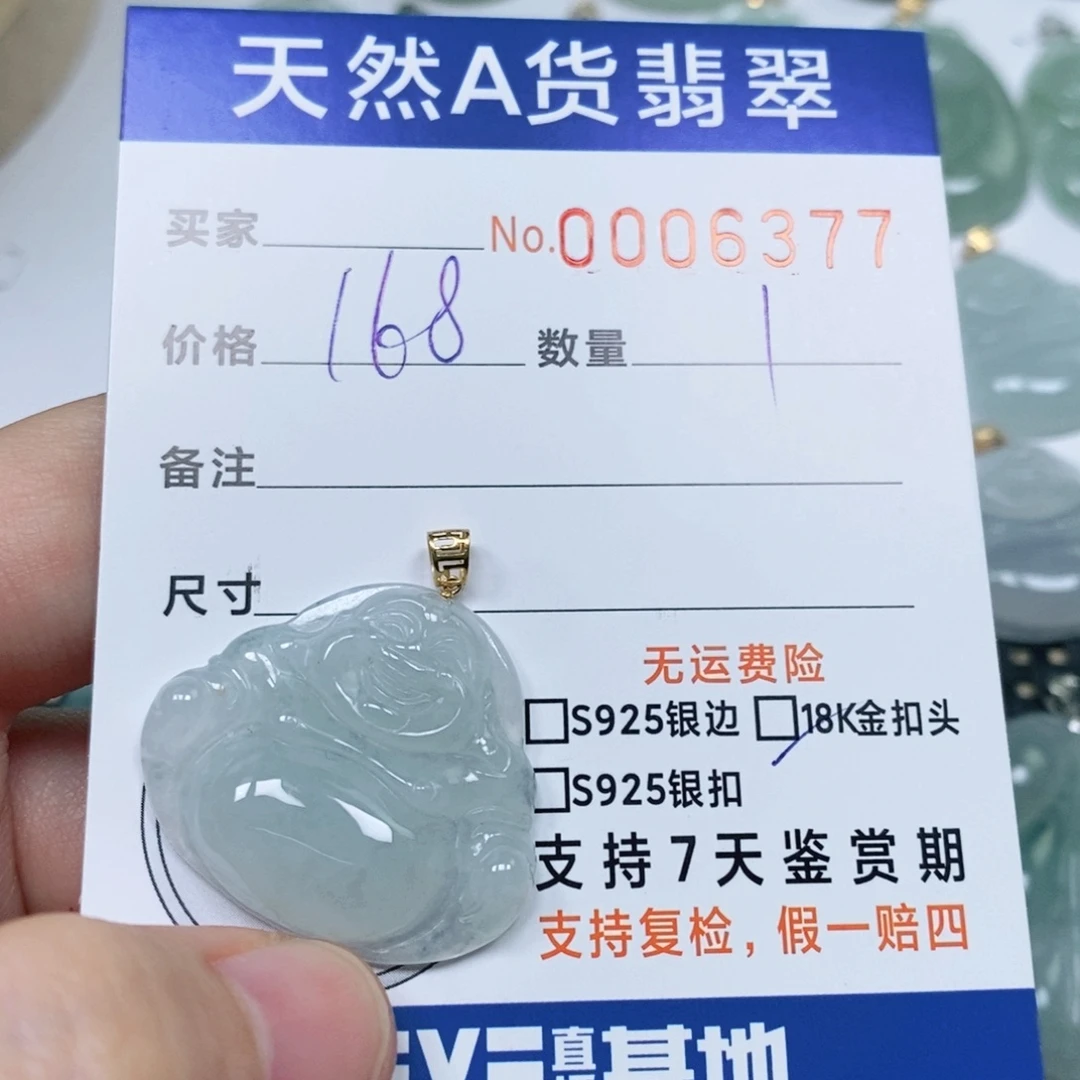 天然A货翡翠
买家 No.0006377
价格 168 数量 1
备注
尺寸
无运费险
S925银边 18K金扣头
S925银扣
支持7天鉴赏期
支持复检，假一赔四
基地